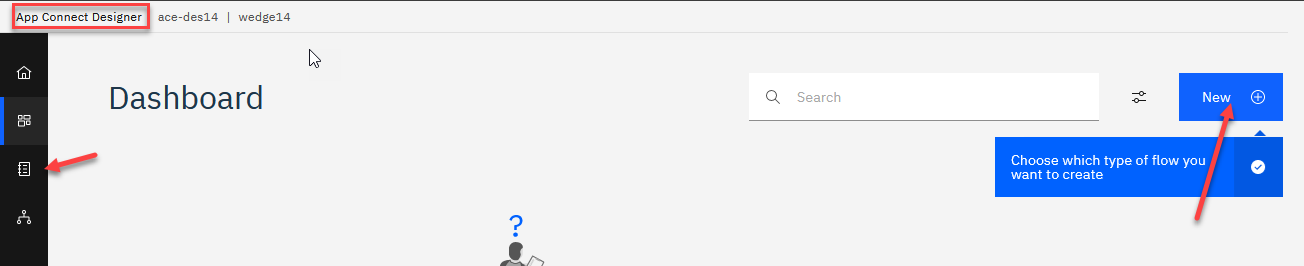 App Connect Designer ace-des14 | wedge14
Dashboard
Search
New
Choose which type of flow you
want to create
?